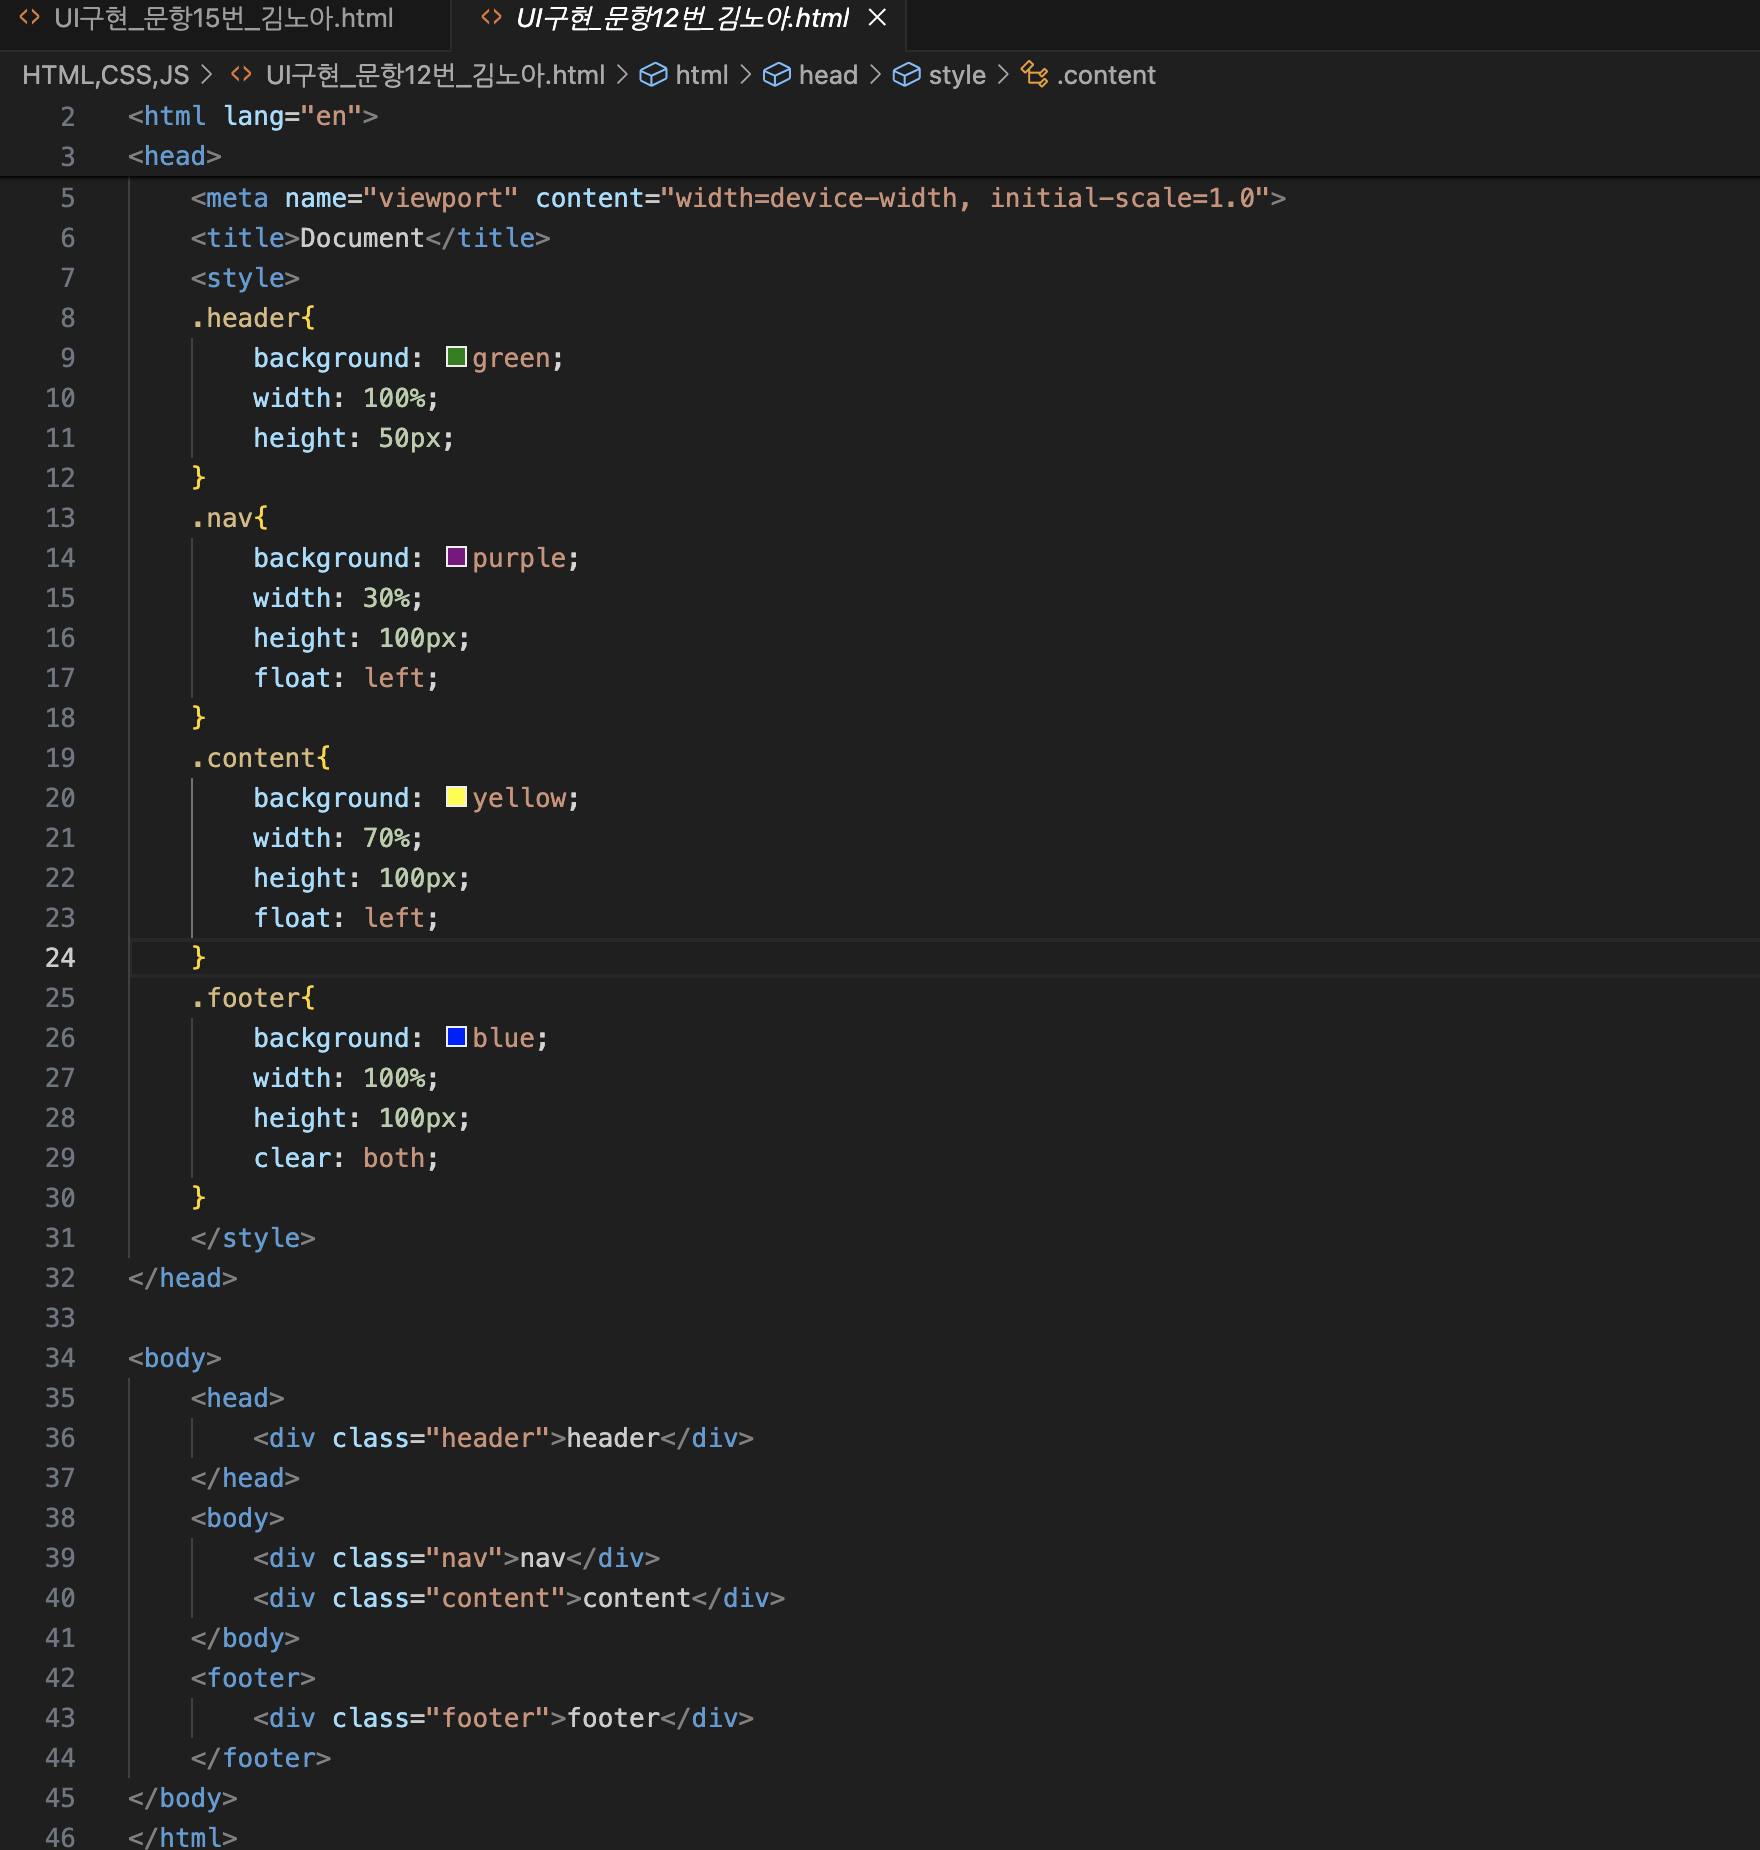 UI구현_문항15번_김노아.html
UI구현_문항12번_김노아.html
HTML,CSS,JS > UI구현_문항12번_김노아.html > html > head > style > .content
2 <html lang="en">
3 <head>
5 <meta name="viewport" content="width=device-width, initial-scale=1.0">
6 <title>Document</title>
7 <style>
8 .header{
9 background: green;
10 width: 100%;
11 height: 50px;
12 }
13 .nav{
14 background: purple;
15 width: 30%;
16 height: 100px;
17 float: left;
18 }
19 .content{
20 background: yellow;
21 width: 70%;
22 height: 100px;
23 float: left;
24 }
25 .footer{
26 background: blue;
27 width: 100%;
28 height: 100px;
29 clear: both;
30 }
31 </style>
32 </head>
33
34 <body>
35 <head>
36 <div class="header">header</div>
37 </head>
38 <body>
39 <div class="nav">nav</div>
40 <div class="content">content</div>
41 </body>
42 <footer>
43 <div class="footer">footer</div>
44 </footer>
45 </body>
46 </html>